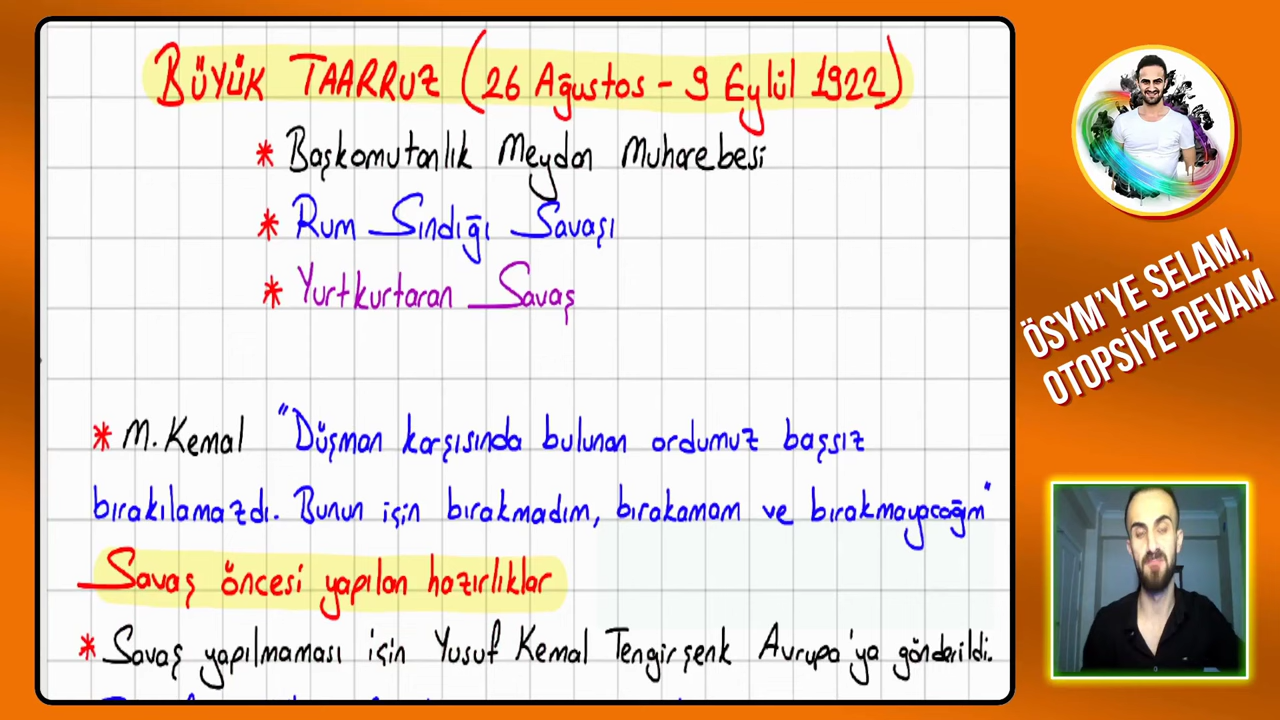 BÜYÜK TAARRUZ (26 Ağustos - 9 Eylül 1922)
* Başkomutanlık Meydan Muharebesi
* Rum Sındığı Savaşı
* Yurtkurtaran Savaş
* M. Kemal "Düşman karşısında bulunan ordumuz başsız
bırakılamazdı. Bunun için bırakmadım, bırakamam ve bırakmayacağım"
Savaş öncesi yapılan hazırlıklar
* Savaş yapılmaması için Yusuf Kemal Tengirşenk Avrupa'ya gönderildi.
ÖSYM'YE SELAM,
OTOPSİYE DEVAM